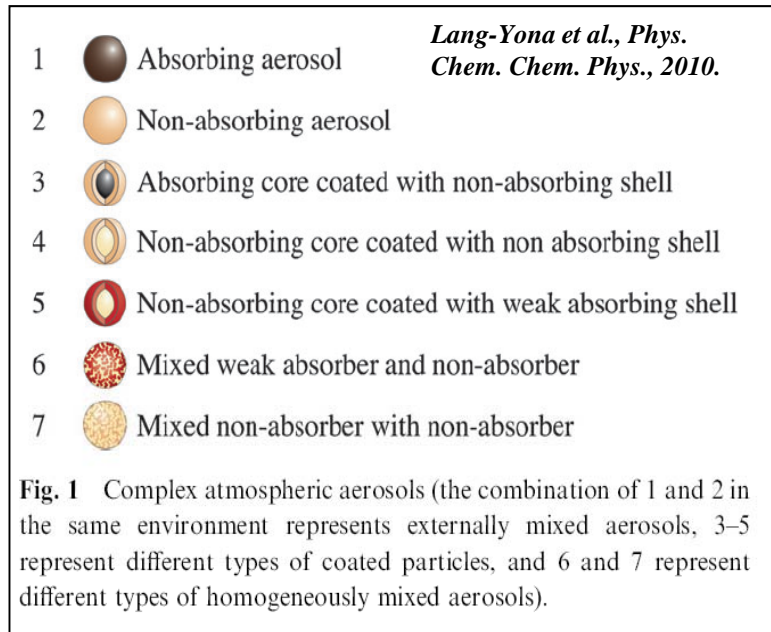 Lang-Yona et al., Phys.
Chem. Chem. Phys., 2010.
1 Absorbing aerosol
2 Non-absorbing aerosol
3 Absorbing core coated with non-absorbing shell
4 Non-absorbing core coated with non absorbing shell
5 Non-absorbing core coated with weak absorbing shell
6 Mixed weak absorber and non-absorber
7 Mixed non-absorber with non-absorber
Fig. 1 Complex atmospheric aerosols (the combination of 1 and 2 in
the same environment represents externally mixed aerosols, 3–5
represent different types of coated particles, and 6 and 7 represent
different types of homogeneously mixed aerosols).